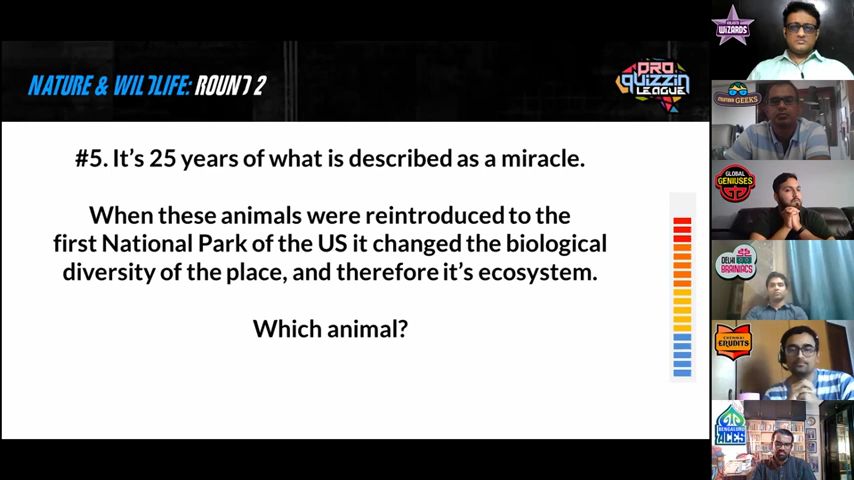 NATURE & WILDLIFE: ROUND 2
PRO
QUIZZIN
LEAGUE
#5. It's 25 years of what is described as a miracle.
When these animals were reintroduced to the
first National Park of the US it changed the biological
diversity of the place, and therefore it's ecosystem.
Which animal?
WIZARDS
GEEKS
GLOBAL
GENIUSES
DELHI
BRAINIACS
CHENNAI
ERUDITS
BENGALURU
ACES